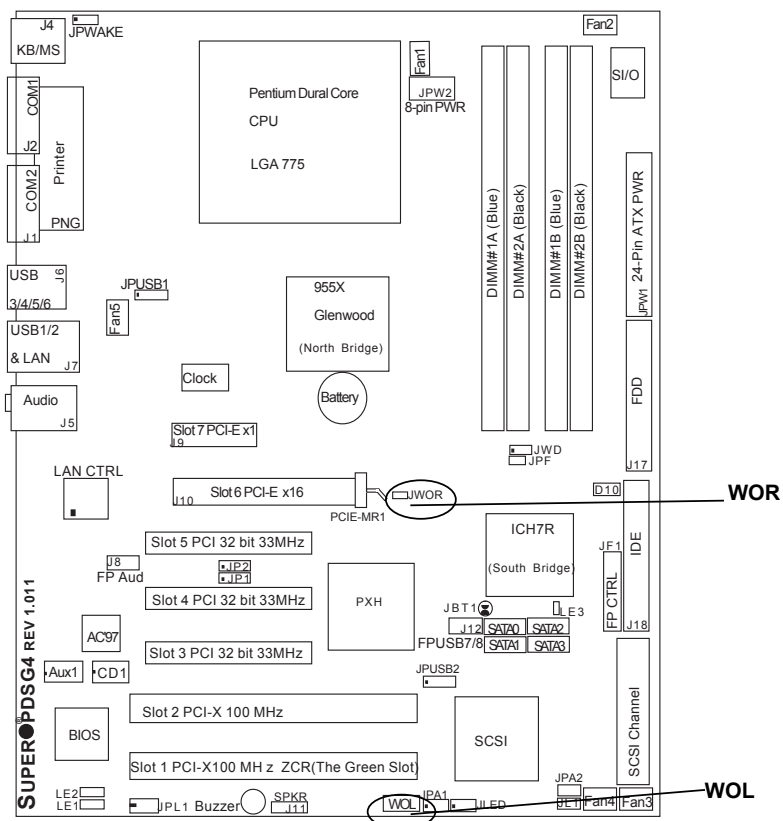 J4
KB/MS
JPWAKE
Fan2
Fan1
JPW2
8-pin PWR
SI/O
Pentium Dural Core
CPU
LGA 775
COM1
J2
Printer
COM2
J1
PNG
DIMM#1A (Blue)
DIMM#2A (Black)
DIMM#1B (Blue)
DIMM#2B (Black)
24-Pin ATX PWR
JPW1
USB
J6
3/4/5/6
JPUSB1
Fan5
USB1/2
& LAN
J7
955X
Glenwood
(North Bridge)
Clock
Battery
Audio
J5
FDD
J17
Slot 7 PCI-E x1
J9
JWD
JPF
LAN CTRL
Slot 6 PCI-E x16
J10
PCIE-MR1
JWOR
WOR
D10
ICH7R
(South Bridge)
JF1
FP CTRL
IDE
J18
Slot 5 PCI 32 bit 33MHz
J8
FP Aud
JP2
JP1
Slot 4 PCI 32 bit 33MHz
PXH
JBT1
LE3
J12
SATA0
SATA2
FPUSB7/8
SATA1
SATA3
AC'97
Slot 3 PCI 32 bit 33MHz
Aux1
CD1
JPUSB2
SUPER®PDSG4 REV 1.011
BIOS
Slot 2 PCI-X 100 MHz
SCSI
SCSI Channel
Slot 1 PCI-X100 MH z ZCR(The Green Slot)
LE2
LE1
JPL1
Buzzer
SPKR
J11
WOL
JPA1
JLED
JPA2
JL1
Fan4
Fan3
WOL